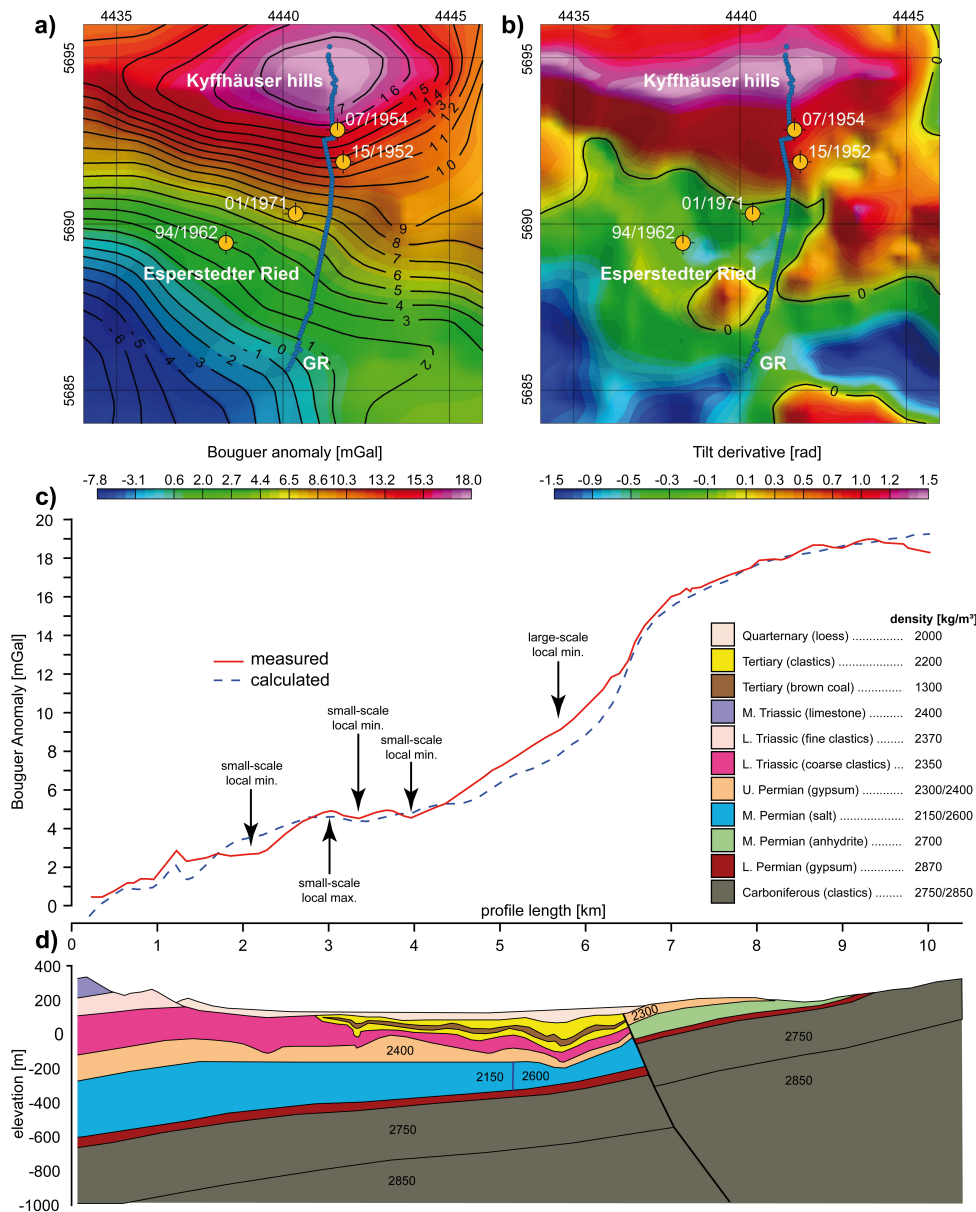 4435 4440 4445
a)
5695
5690
5685
Kyffhäuser hills
07/1954
15/1952
01/1971
94/1962
Esperstedter Ried
GR
17 16 15 14 13 12 11 10
9
8
7
6
5
4
3
2
1
0
-1
-2
-3
-4
-5
-6
Bouguer anomaly [mGal]
-7.8 -3.1 0.6 2.0 2.7 4.4 6.5 8.6 10.3 13.2 15.3 18.0
4435 4440 4445
b)
5695
5690
5685
Kyffhäuser hills
07/1954
15/1952
01/1971
94/1962
Esperstedter Ried
GR
0
0
0
0
Tilt derivative [rad]
-1.5 -0.9 -0.5 -0.3 -0.1 0.1 0.3 0.5 0.7 1.0 1.2 1.5
c)
Bouguer Anomaly [mGal]
20
18
16
14
12
10
8
6
4
2
0
measured
calculated
small-scale
local min.
small-scale
local max.
small-scale
local min.
small-scale
local min.
large-scale
local min.
density [kg/m³]
Quaternary (loess) .............. 2000
Tertiary (clastics) ................. 2200
Tertiary (brown coal) ........... 1300
M. Triassic (limestone) ......... 2400
L. Triassic (fine clastics) ....... 2370
L. Triassic (coarse clastics) ... 2350
U. Permian (gypsum) .......... 2300/2400
M. Permian (salt) ................. 2150/2600
M. Permian (anhydrite) ........ 2700
L. Permian (gypsum) ........... 2870
Carboniferous (clastics) ....... 2750/2850
profile length [km]
0 1 2 3 4 5 6 7 8 9 10
d)
elevation [m]
400
200
0
-200
-400
-600
-800
-1000
2300
2400
2150 2600
2750
2850
2750
2850